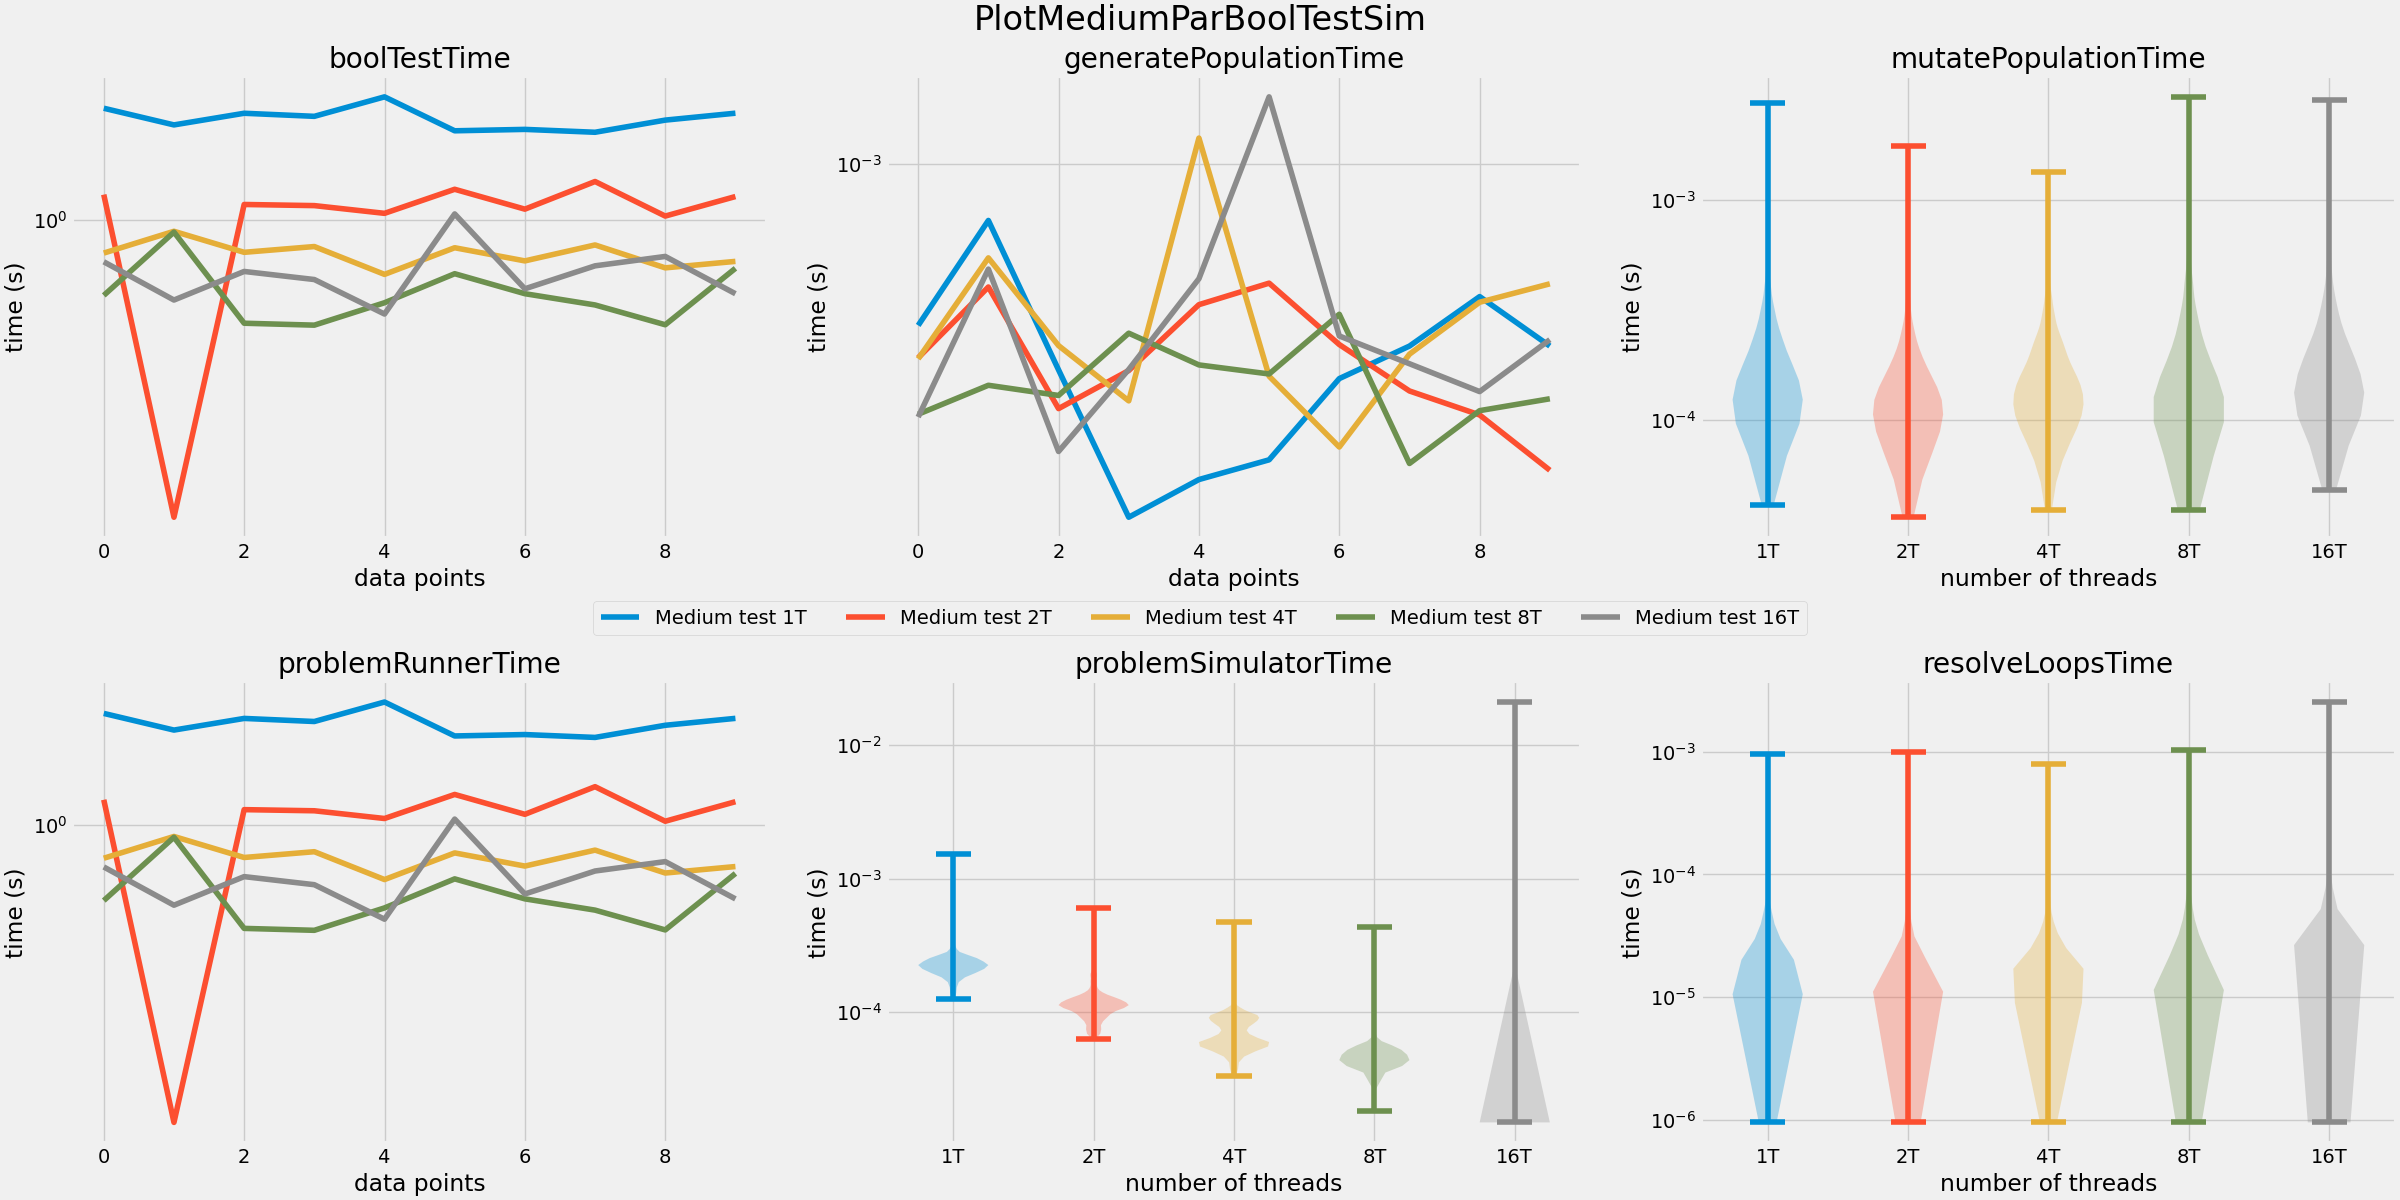 PlotMediumParBoolTestSim
boolTestTime
generatePopulationTime
mutatePopulationTime
10^0
time (s)
0 2 4 6 8
data points
10^-3
time (s)
0 2 4 6 8
data points
10^-3
10^-4
time (s)
1T 2T 4T 8T 16T
number of threads
Medium test 1T Medium test 2T Medium test 4T Medium test 8T Medium test 16T
problemRunnerTime
problemSimulatorTime
resolveLoopsTime
10^0
time (s)
0 2 4 6 8
data points
10^-2
10^-3
10^-4
time (s)
1T 2T 4T 8T 16T
number of threads
10^-3
10^-4
10^-5
10^-6
time (s)
1T 2T 4T 8T 16T
number of threads